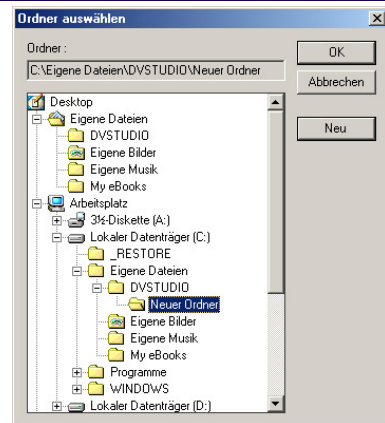 Ordner auswählen
Ordner :
C:\Eigene Dateien\DVSTUDIO\Neuer Ordner
OK
Abbrechen
Neu
Desktop
Eigene Dateien
DVSTUDIO
Eigene Bilder
Eigene Musik
My eBooks
Arbeitsplatz
3½-Diskette (A:)
Lokaler Datenträger (C:)
_RESTORE
Eigene Dateien
DVSTUDIO
Neuer Ordner
Eigene Bilder
Eigene Musik
My eBooks
Programme
WINDOWS
Lokaler Datenträger (D:)